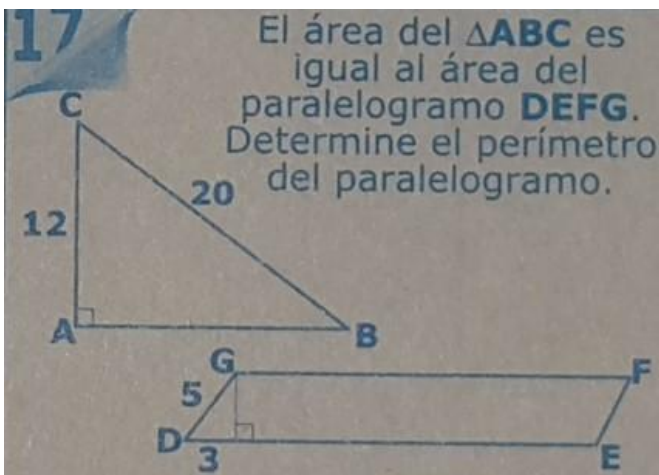 17
El área del ΔABC es
igual al área del
paralelogramo DEFG.
Determine el perímetro
del paralelogramo.
C
20
12
A
B
G
F
5
D
3
E